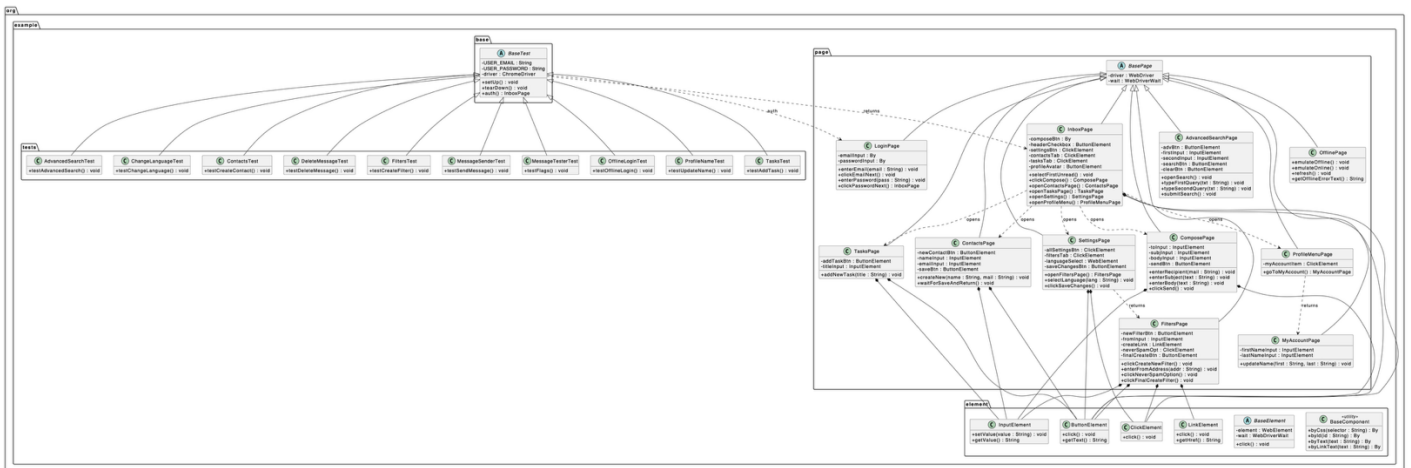 org
example
base
A BaseTest
-USER_EMAIL : String
-USER_PASSWORD : String
-driver : ChromeDriver
+setUp() : void
+tearDown() : void
+auth() : InboxPage
tests
C AdvancedSearchTest
+testAdvancedSearch() : void
C ChangeLanguageTest
+testChangeLanguage() : void
C ContactsTest
+testCreateContact() : void
C DeleteMessageTest
+testDeleteMessage() : void
C FiltersTest
+testCreateFilter() : void
C MessageSenderTest
+testSendMessage() : void
C MessageTesterTest
+testFlags() : void
C OfflineLoginTest
+testOfflineLogin() : void
C ProfileNameTest
+testUpdateName() : void
C TasksTest
+testAddTask() : void
auth
returns
page
A BasePage
-driver : WebDriver
-wait : WebDriverWait
C LoginPage
-emailInput : By
-passwordInput : By
+enterEmail(email : String) : void
+clickEmailNext() : void
+enterPassword(pass : String) : void
+clickPasswordNext() : InboxPage
C InboxPage
-composeBtn : By
-headerCheckbox : ButtonElement
-settingsBtn : ClickElement
-contactsTab : ClickElement
-tasksTab : ClickElement
-profileAvatar : ButtonElement
+selectFirstUnread() : void
+clickCompose() : ComposePage
+openContactsPage() : ContactsPage
+openTasksPage() : TasksPage
+openSettings() : SettingsPage
+openProfileMenu() : ProfileMenuPage
C AdvancedSearchPage
-advBtn : ButtonElement
-firstInput : InputElement
-secondInput : InputElement
-searchBtn : ButtonElement
-clearBtn : ButtonElement
+openSearch() : void
+typeFirstQuery(txt : String) : void
+typeSecondQuery(txt : String) : void
+submitSearch() : void
C OfflinePage
+emulateOffline() : void
+emulateOnline() : void
+refresh() : void
+getOfflineErrorText() : String
opens
opens
opens
opens
opens
C TasksPage
-addTaskBtn : ButtonElement
-titleInput : InputElement
+addNewTask(title : String) : void
C ContactsPage
-newContactBtn : ButtonElement
-nameInput : InputElement
-emailInput : InputElement
-saveBtn : ButtonElement
+createNew(name : String, mail : String) : void
+waitForSaveAndReturn() : void
C SettingsPage
-allSettingsBtn : ClickElement
-filtersTab : ClickElement
-languageSelect : WebElement
-saveChangesBtn : ButtonElement
+openFiltersPage() : FiltersPage
+selectLanguage(lang : String) : void
+clickSaveChanges() : void
C ComposePage
-toInput : InputElement
-subjInput : InputElement
-bodyInput : InputElement
-sendBtn : ButtonElement
+enterRecipient(mail : String) : void
+enterSubject(text : String) : void
+enterBody(text : String) : void
+clickSend() : void
C ProfileMenuPage
-myAccountItem : ClickElement
+goToMyAccount() : MyAccountPage
returns
returns
C FiltersPage
-newFilterBtn : ButtonElement
-fromInput : InputElement
-createLink : LinkElement
-neverSpamOpt : ClickElement
-finalCreateBtn : ButtonElement
+clickCreateNewFilter() : void
+enterFromAddress(addr : String) : void
+clickNeverSpamOption() : void
+clickFinalCreateFilter() : void
C MyAccountPage
-firstNameInput : InputElement
-lastNameInput : InputElement
+updateName(first : String, last : String) : void
element
C InputElement
+setValue(value : String) : void
+getValue() : String
C ButtonElement
+click() : void
+getText() : String
C ClickElement
+click() : void
C LinkElement
+click() : void
+getHref() : String
A BaseElement
-element : WebElement
-wait : WebDriverWait
+click() : void
C «utility»
BaseComponent
+byCss(selector : String) : By
+byId(id : String) : By
+byText(text : String) : By
+byLinkText(text : String) : By